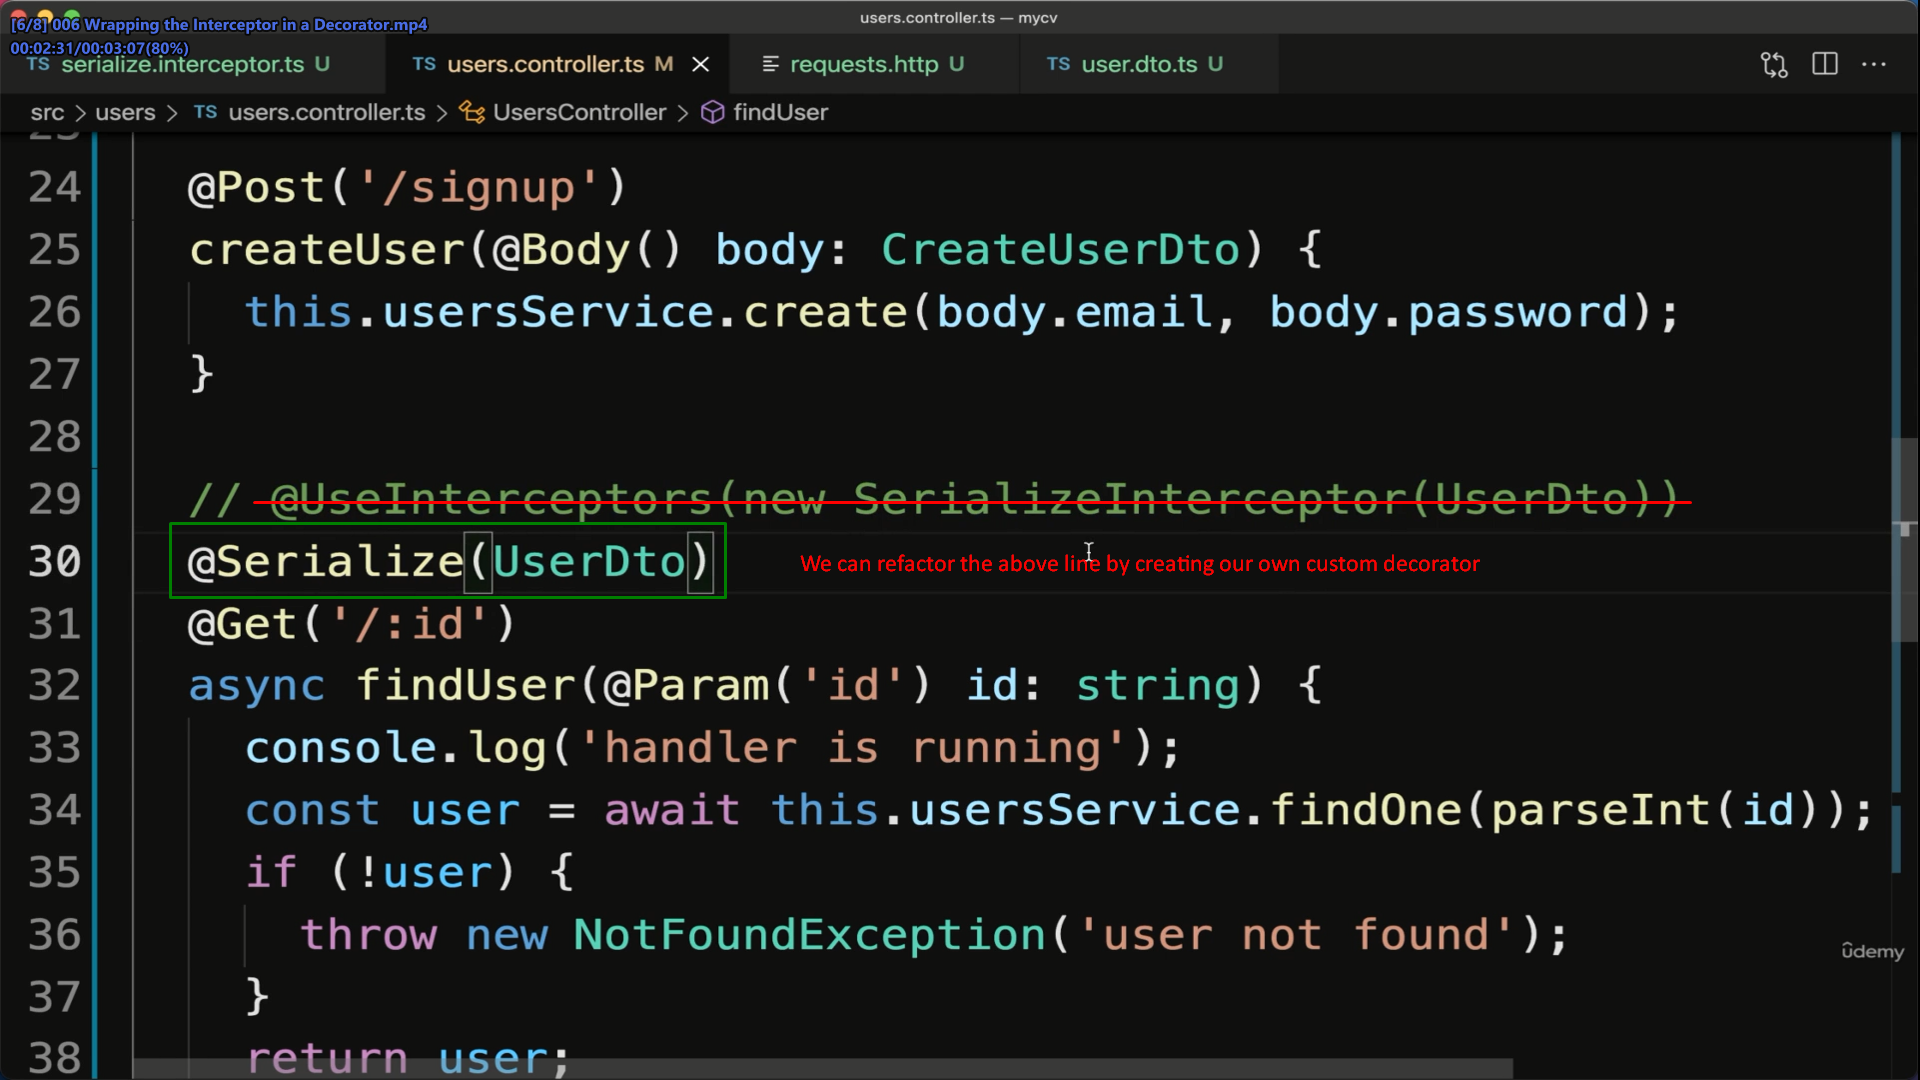 users.controller.ts — mycv
[6/8] 006 Wrapping the Interceptor in a Decorator.mp4
00:02:31/00:03:07(80%)
TS serialize.interceptor.ts U TS users.controller.ts M requests.http U TS user.dto.ts U
src > users > TS users.controller.ts > UsersController > findUser
23
24 @Post('/signup')
25 createUser(@Body() body: CreateUserDto) {
26 this.usersService.create(body.email, body.password);
27 }
28
29 // @UseInterceptors(new SerializeInterceptor(UserDto))
30 @Serialize(UserDto) We can refactor the above line by creating our own custom decorator
31 @Get('/:id')
32 async findUser(@Param('id') id: string) {
33 console.log('handler is running');
34 const user = await this.usersService.findOne(parseInt(id));
35 if (!user) {
36 throw new NotFoundException('user not found');
ûdemy
37 }
38 return user;